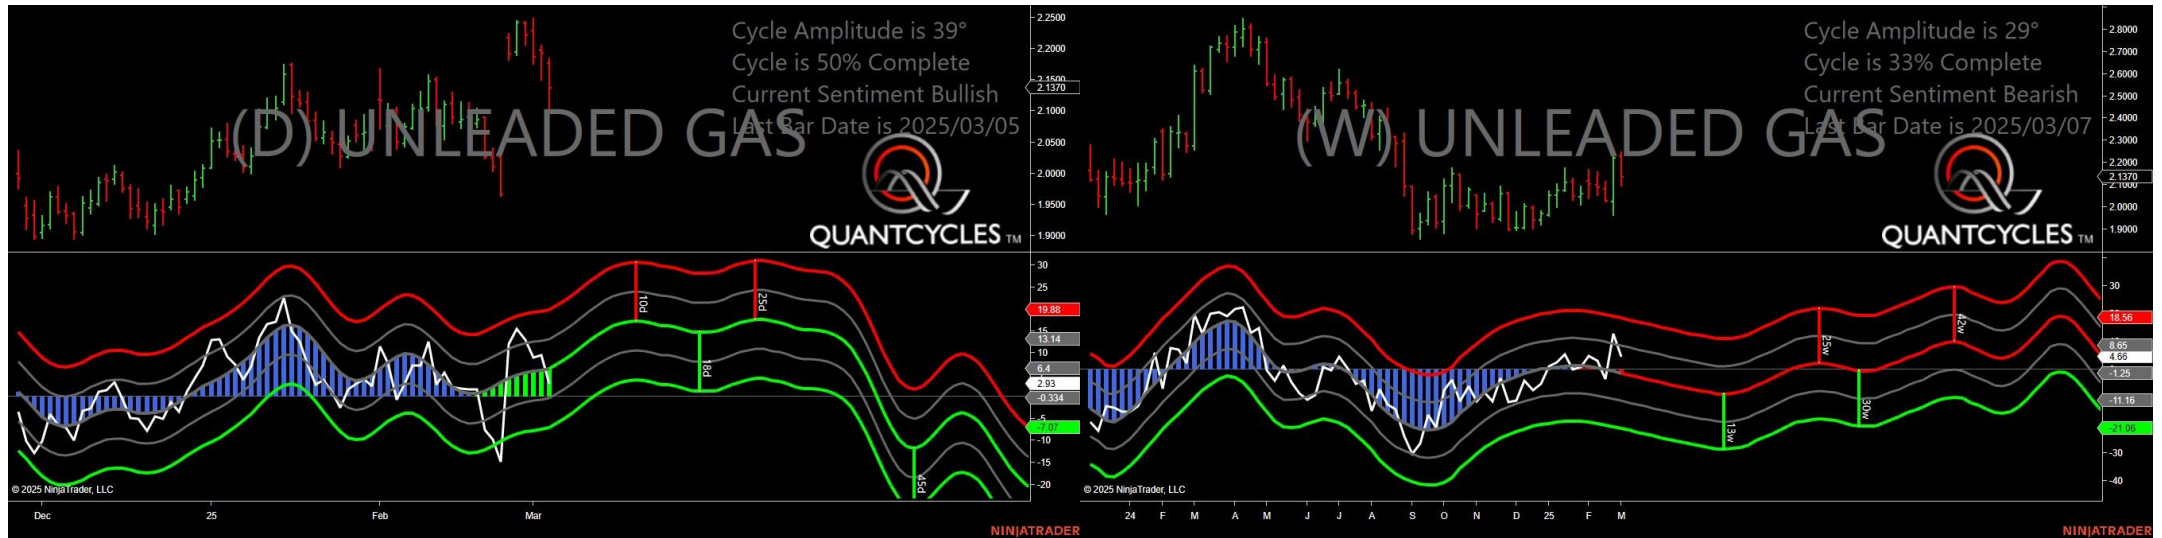 Cycle Amplitude is 39°
Cycle is 50% Complete
Current Sentiment Bullish
Last Bar Date is 2025/03/05
(D) UNLEADED GAS
QUANTCYCLES TM
2.2500
2.2000
2.1500
2.1370
2.1000
2.0500
2.0000
1.9500
1.9000
10d
25d
18d
45d
30
25
19.88
15
13.14
10
6.4
2.93
-0.334
-5
-7.07
-10
-15
-20
© 2025 NinjaTrader, LLC
Dec
25
Feb
Mar
NINJATRADER
Cycle Amplitude is 29°
Cycle is 33% Complete
Current Sentiment Bearish
Last Bar Date is 2025/03/07
(W) UNLEADED GAS
QUANTCYCLES TM
2.8000
2.7000
2.6000
2.5000
2.4000
2.3000
2.2000
2.1370
2.1000
2.0000
1.9000
25w
42w
13w
30w
30
18.56
8.65
4.66
-1.25
-11.16
-21.06
-30
-40
© 2025 NinjaTrader, LLC
24
F
M
A
M
J
J
A
S
O
N
D
25
F
M
NINJATRADER